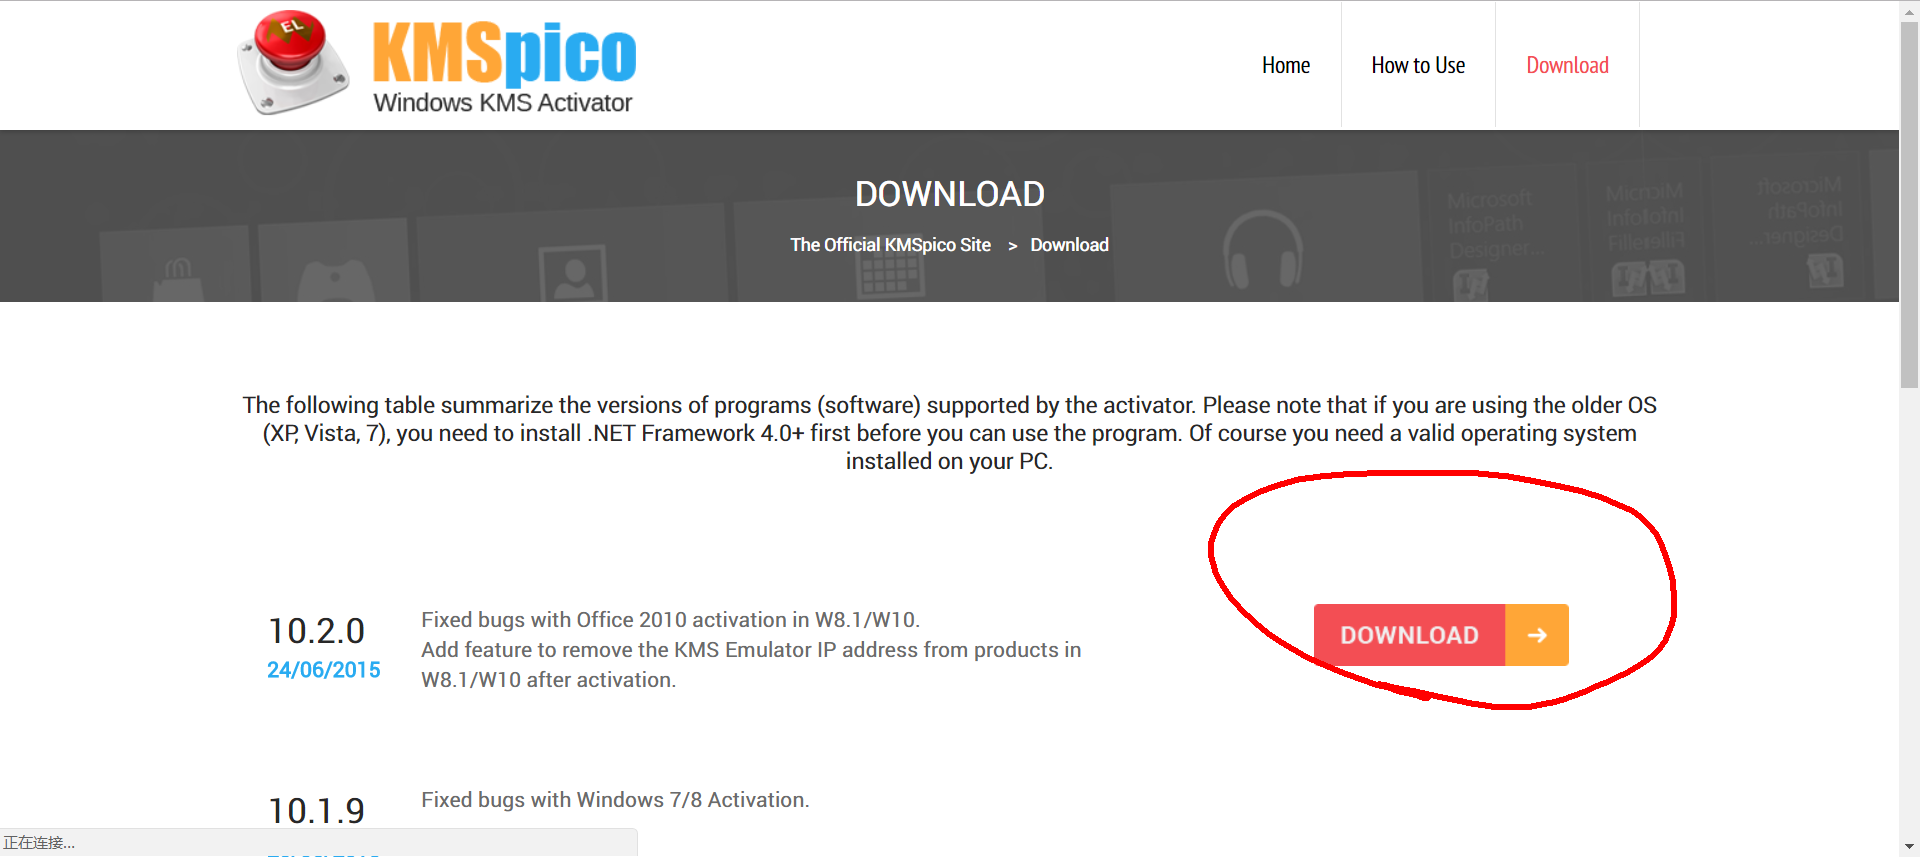 EL
KMSpico
Windows KMS Activator
Home
How to Use
Download
DOWNLOAD
The Official KMSpico Site > Download
Microsoft
InfoPath
Designer...
The following table summarize the versions of programs (software) supported by the activator. Please note that if you are using the older OS
(XP, Vista, 7), you need to install .NET Framework 4.0+ first before you can use the program. Of course you need a valid operating system
installed on your PC.
10.2.0
24/06/2015
Fixed bugs with Office 2010 activation in W8.1/W10.
Add feature to remove the KMS Emulator IP address from products in
W8.1/W10 after activation.
DOWNLOAD
10.1.9
Fixed bugs with Windows 7/8 Activation.
正在连接...